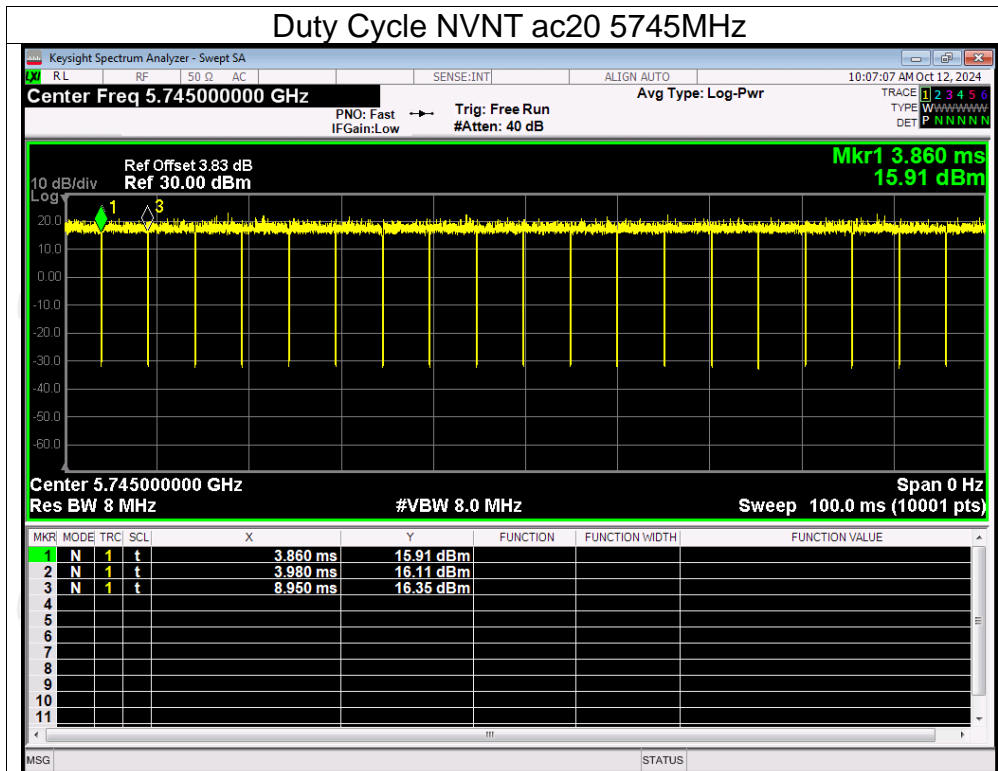 Duty Cycle NVNT ac20 5745MHz
Keysight Spectrum Analyzer - Swept SA
LXI RL RF 50 Ω AC SENSE:INT ALIGN AUTO 10:07:07 AM Oct 12, 2024
Center Freq 5.745000000 GHz Avg Type: Log-Pwr TRACE 1 2 3 4 5 6
PNO: Fast Trig: Free Run TYPE WWWWWW
IFGain:Low #Atten: 40 dB DET P N N N N N
Mkr1 3.860 ms
Ref Offset 3.83 dB
10 dB/div Ref 30.00 dBm 15.91 dBm
Log
1 3
20.0
10.0
0.00
-10.0
-20.0
-30.0
-40.0
-50.0
-60.0
Center 5.745000000 GHz Span 0 Hz
Res BW 8 MHz #VBW 8.0 MHz Sweep 100.0 ms (10001 pts)
MKR MODE TRC SCL X Y FUNCTION FUNCTION WIDTH FUNCTION VALUE
1 N 1 t 3.860 ms 15.91 dBm
2 N 1 t 3.980 ms 16.11 dBm
3 N 1 t 8.950 ms 16.35 dBm
4
5
6
7
8
9
10
11
MSG STATUS